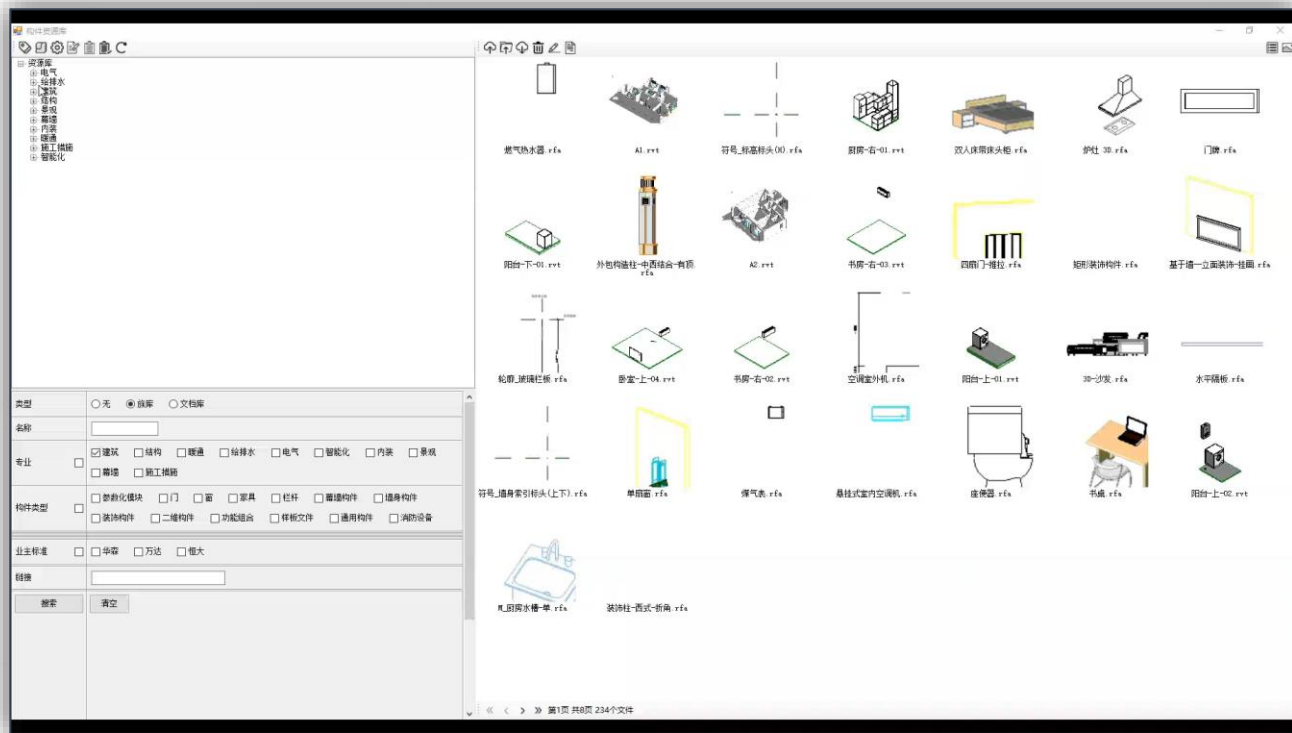 构件资源库
资源库
电气
给排水
建筑
结构
景观
幕墙
内装
暖通
施工措施
智能化
类型
无 族库 文档库
名称
专业
建筑 结构 暖通 给排水 电气 智能化 内装 景观
幕墙 施工措施
构件类型
参数化模块 门 窗 家具 栏杆 幕墙构件 墙身构件
装饰构件 二维构件 功能组合 样板文件 通用构件 消防设备
业主标准
华森 万达 恒大
链接
搜索 清空
燃气热水器.rfa A1.rvt 符号_标高标头(X).rfa 厨房-右-01.rvt 双人床带床头柜.rfa 炉灶 3D.rfa 门牌.rfa
阳台-下-01.rvt 外包构造柱-中西结合-有顶.rfa A2.rvt 书房-右-03.rvt 四扇门-维拉.rfa 矩形装饰构件.rfa 基于墙—立面装饰-挂画.rfa
轮廓_玻璃栏板.rfa 卧室-上-04.rvt 书房-右-02.rvt 空调室外机.rfa 阳台-上-01.rvt 3D-沙发.rfa 水平隔板.rfa
符号_墙身索引标头(上下).rfa 单扇窗.rfa 煤气表.rfa 悬挂式室内空调机.rfa 座便器.rfa 书桌.rfa 阳台-上-02.rvt
M_厨房水槽-单.rfa 装饰柱-西式-折角.rfa
第1页 共8页 234个文件